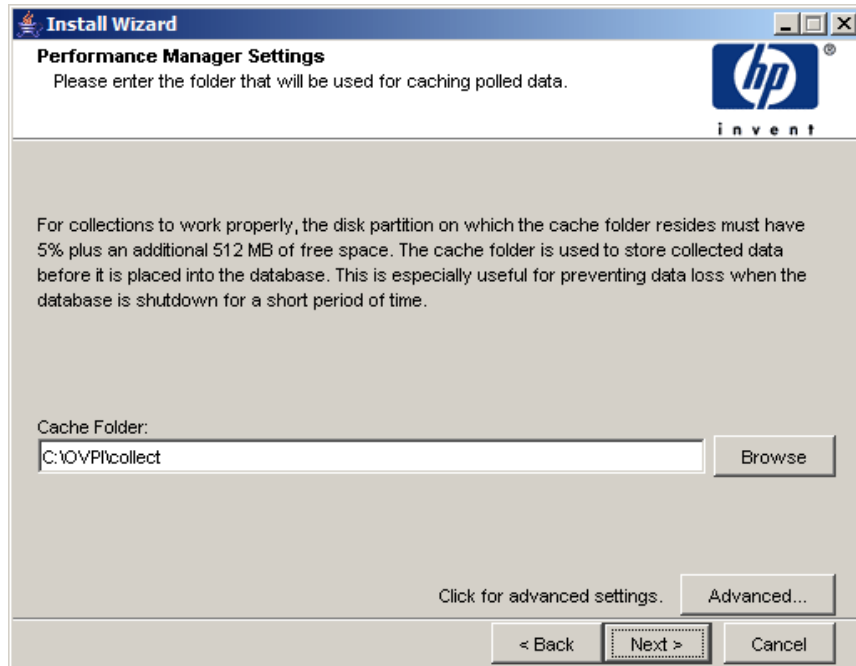 Install Wizard
Performance Manager Settings
Please enter the folder that will be used for caching polled data.
hp
®
invent
For collections to work properly, the disk partition on which the cache folder resides must have
5% plus an additional 512 MB of free space. The cache folder is used to store collected data
before it is placed into the database. This is especially useful for preventing data loss when the
database is shutdown for a short period of time.
Cache Folder:
C:\OVPI\collect
Browse
Click for advanced settings.
Advanced...
< Back
Next >
Cancel